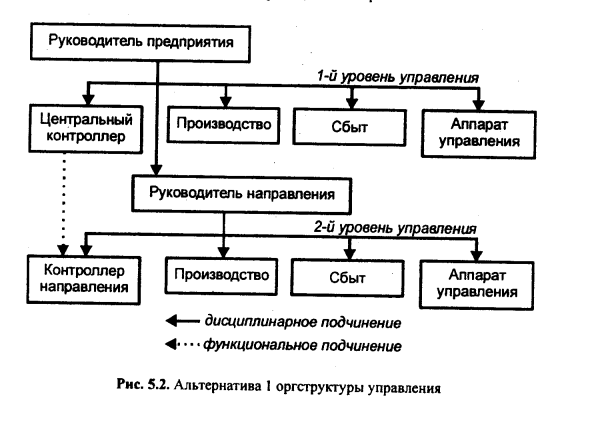 Руководитель предприятия
1-й уровень управления
Центральный
контроллер
Производство
Сбыт
Аппарат
управления
Руководитель направления
2-й уровень управления
Контроллер
направления
Производство
Сбыт
Аппарат
управления
дисциплинарное подчинение
функциональное подчинение
Рис. 5.2. Альтернатива 1 оргструктуры управления